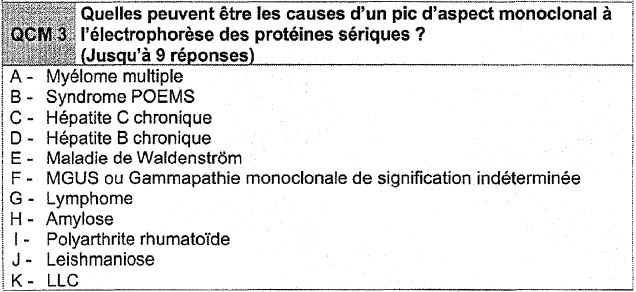 QCM 3
Quelles peuvent être les causes d'un pic d'aspect monoclonal à
l'électrophorèse des protéines sériques ?
(Jusqu'à 9 réponses)
A - Myélome multiple
B - Syndrome POEMS
C - Hépatite C chronique
D - Hépatite B chronique
E - Maladie de Waldenström
F - MGUS ou Gammapathie monoclonale de signification indéterminée
G - Lymphome
H - Amylose
I - Polyarthrite rhumatoïde
J - Leishmaniose
K - LLC